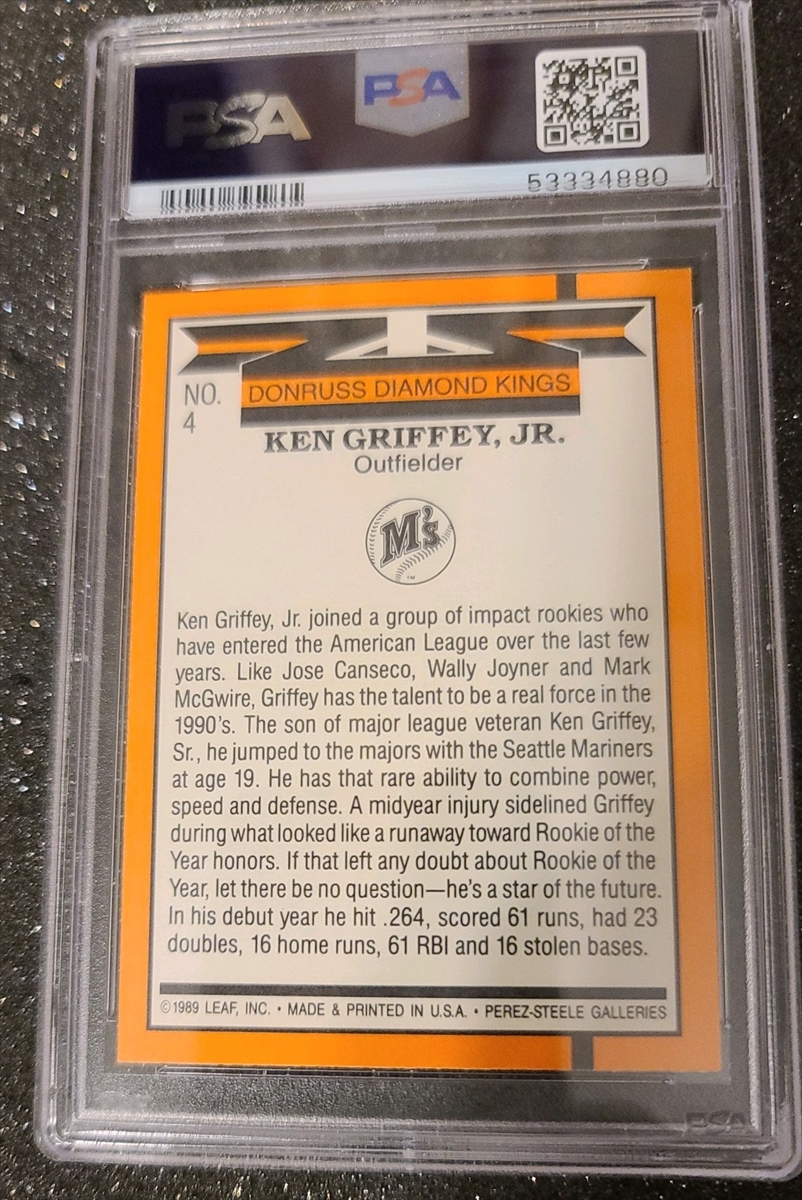 PSA PSA
53334880
NO.
4
DONRUSS DIAMOND KINGS
KEN GRIFFEY, JR.
Outfielder
M's
TM
Ken Griffey, Jr. joined a group of impact rookies who
have entered the American League over the last few
years. Like Jose Canseco, Wally Joyner and Mark
McGwire, Griffey has the talent to be a real force in the
1990's. The son of major league veteran Ken Griffey,
Sr., he jumped to the majors with the Seattle Mariners
at age 19. He has that rare ability to combine power,
speed and defense. A midyear injury sidelined Griffey
during what looked like a runaway toward Rookie of the
Year honors. If that left any doubt about Rookie of the
Year, let there be no question—he's a star of the future.
In his debut year he hit .264, scored 61 runs, had 23
doubles, 16 home runs, 61 RBI and 16 stolen bases.
©1989 LEAF, INC. • MADE & PRINTED IN U.S.A. • PEREZ-STEELE GALLERIES
PSA